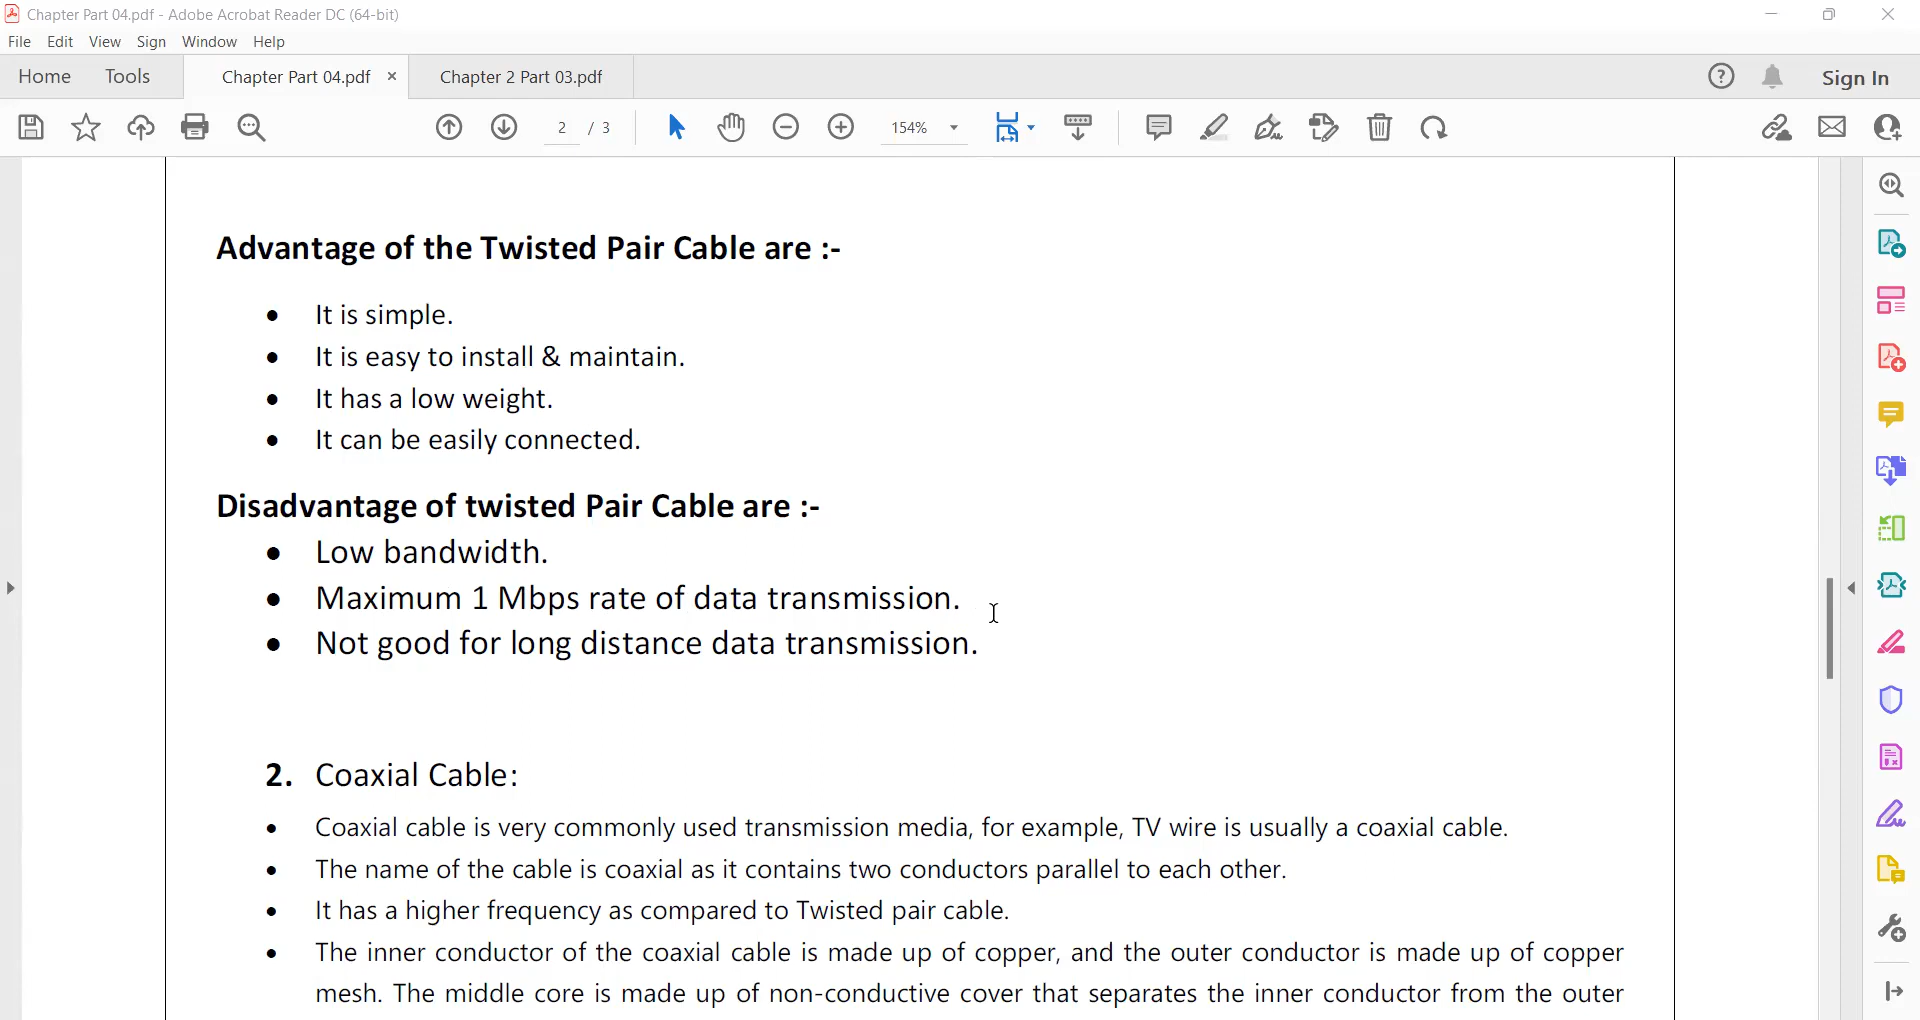 Chapter Part 04.pdf - Adobe Acrobat Reader DC (64-bit)
File Edit View Sign Window Help
Home Tools Chapter Part 04.pdf × Chapter 2 Part 03.pdf Sign In
2 / 3 154%
Advantage of the Twisted Pair Cable are :-
• It is simple.
• It is easy to install & maintain.
• It has a low weight.
• It can be easily connected.
Disadvantage of twisted Pair Cable are :-
• Low bandwidth.
• Maximum 1 Mbps rate of data transmission.
• Not good for long distance data transmission.
2. Coaxial Cable:
• Coaxial cable is very commonly used transmission media, for example, TV wire is usually a coaxial cable.
• The name of the cable is coaxial as it contains two conductors parallel to each other.
• It has a higher frequency as compared to Twisted pair cable.
• The inner conductor of the coaxial cable is made up of copper, and the outer conductor is made up of copper
mesh. The middle core is made up of non-conductive cover that separates the inner conductor from the outer